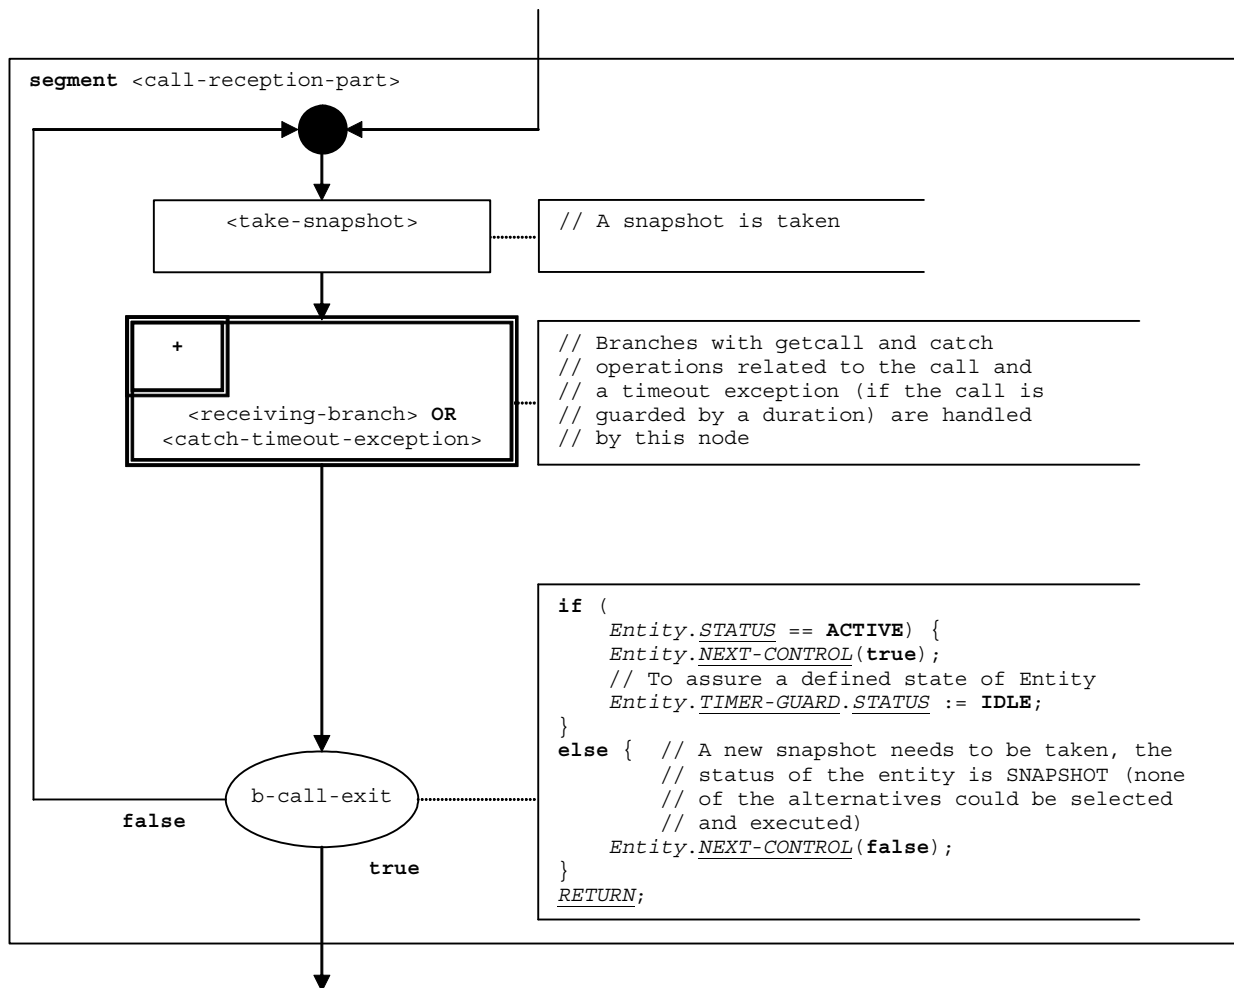 segment <call-reception-part>
<take-snapshot>
// A snapshot is taken
+
<receiving-branch> OR
<catch-timeout-exception>
// Branches with getcall and catch
// operations related to the call and
// a timeout exception (if the call is
// guarded by a duration) are handled
// by this node
if (
Entity.STATUS == ACTIVE) {
Entity.NEXT-CONTROL(true);
// To assure a defined state of Entity
Entity.TIMER-GUARD.STATUS := IDLE;
}
else { // A new snapshot needs to be taken, the
// status of the entity is SNAPSHOT (none
// of the alternatives could be selected
// and executed)
Entity.NEXT-CONTROL(false);
}
RETURN;
b-call-exit
false
true